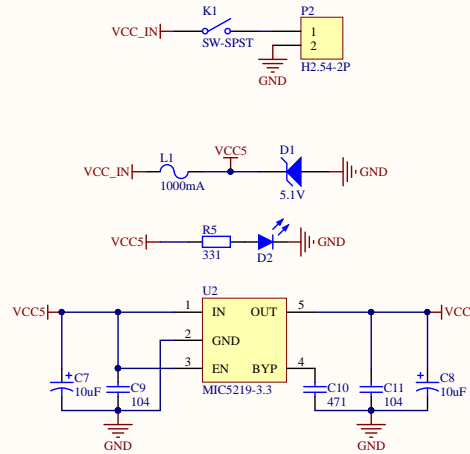 K1
P2
VCC_IN
1
SW-SPST
2
GND
H2.54-2P
VCC5
L1
D1
VCC_IN
GND
1000mA
5.1V
R5
VCC5
GND
331
D2
U2
VCC5
1
IN
OUT
5
VCC
2
GND
3
EN
BYP
4
C7
10uF
C9
104
MIC5219-3.3
C10
471
C11
104
C8
10uF
GND
GND